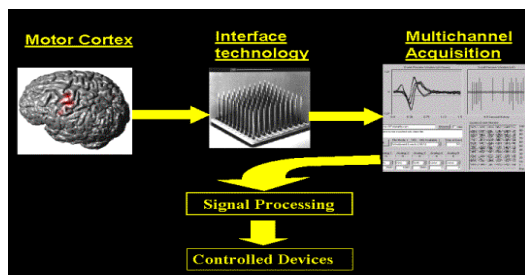 Motor Cortex
Interface
technology
Multichannel
Acquisition
Signal Processing
Controlled Devices